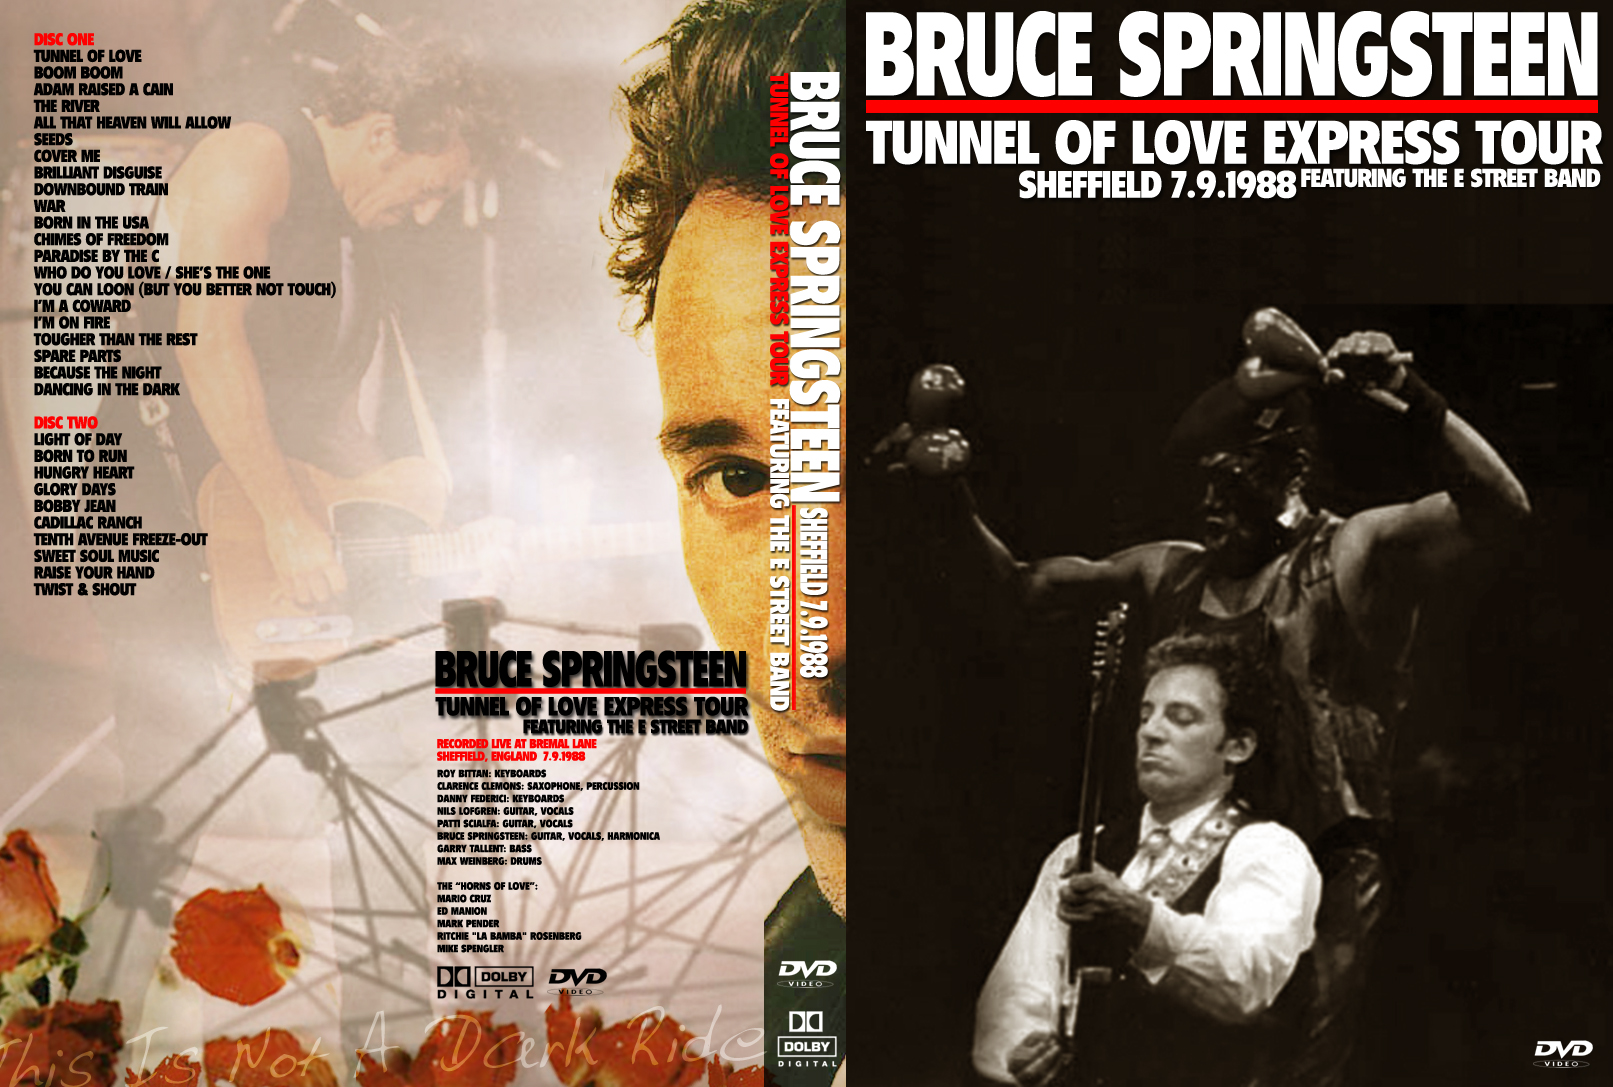 DISC ONE
TUNNEL OF LOVE
BOOM BOOM
ADAM RAISED A CAIN
THE RIVER
ALL THAT HEAVEN WILL ALLOW
SEEDS
COVER ME
BRILLIANT DISGUISE
DOWNBOUND TRAIN
WAR
BORN IN THE USA
CHIMES OF FREEDOM
PARADISE BY THE C
WHO DO YOU LOVE / SHE'S THE ONE
YOU CAN LOON (BUT YOU BETTER NOT TOUCH)
I'M A COWARD
I'M ON FIRE
TOUGHER THAN THE REST
SPARE PARTS
BECAUSE THE NIGHT
DANCING IN THE DARK
DISC TWO
LIGHT OF DAY
BORN TO RUN
HUNGRY HEART
GLORY DAYS
BOBBY JEAN
CADILLAC RANCH
TENTH AVENUE FREEZE-OUT
SWEET SOUL MUSIC
RAISE YOUR HAND
TWIST & SHOUT
BRUCE SPRINGSTEEN
TUNNEL OF LOVE EXPRESS TOUR
FEATURING THE E STREET BAND
RECORDED LIVE AT BREMAL LANE
SHEFFIELD, ENGLAND 7.9.1988
ROY BITTAN: KEYBOARDS
CLARENCE CLEMONS: SAXOPHONE, PERCUSSION
DANNY FEDERICI: KEYBOARDS
NILS LOFGREN: GUITAR, VOCALS
PATTI SCIALFA: GUITAR, VOCALS
BRUCE SPRINGSTEEN: GUITAR, VOCALS, HARMONICA
GARRY TALLENT: BASS
MAX WEINBERG: DRUMS
THE "HORNS OF LOVE":
MARIO CRUZ
ED MANION
MARK PENDER
RITCHIE "LA BAMBA" ROSENBERG
MIKE SPENGLER
DOLBY
DIGITAL
DVD
VIDEO
This Is Not A Dark Ride
BRUCE SPRINGSTEEN SHEFFIELD 7.9.1988
TUNNEL OF LOVE EXPRESS TOUR FEATURING THE E STREET BAND
DVD
VIDEO
DOLBY
DIGITAL
BRUCE SPRINGSTEEN
TUNNEL OF LOVE EXPRESS TOUR
SHEFFIELD 7.9.1988 FEATURING THE E STREET BAND
DVD
VIDEO